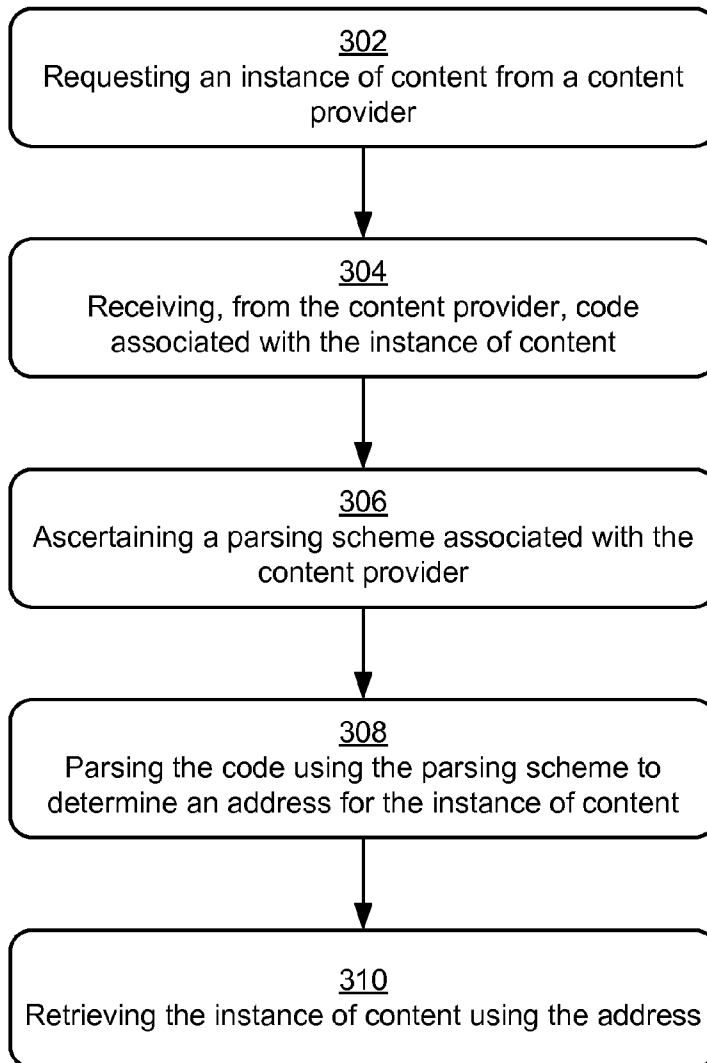 302
Requesting an instance of content from a content
provider
304
Receiving, from the content provider, code
associated with the instance of content
306
Ascertaining a parsing scheme associated with the
content provider
308
Parsing the code using the parsing scheme to
determine an address for the instance of content
310
Retrieving the instance of content using the address